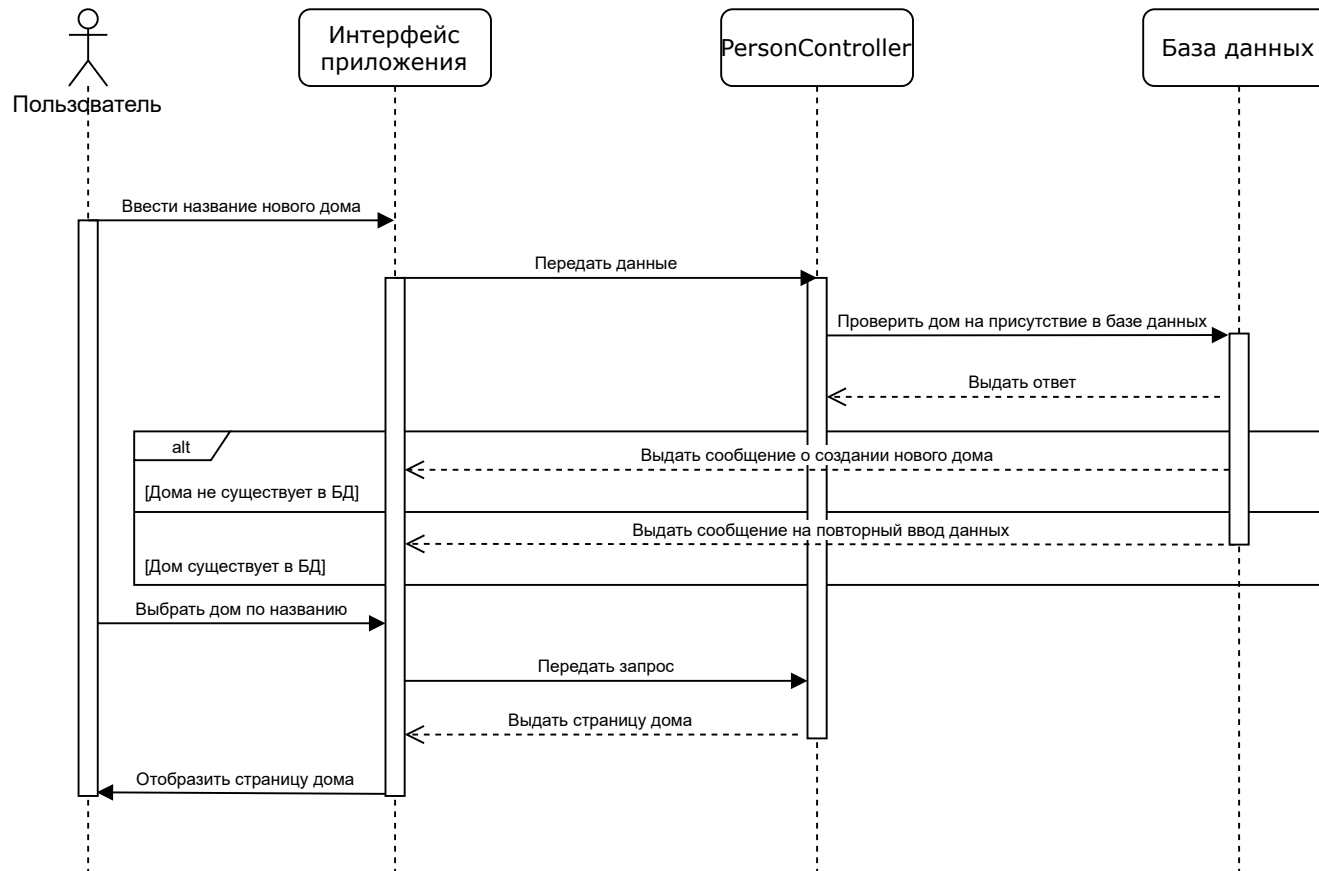 Интерфейс
приложения
PersonController
База данных
Пользователь
Ввести название нового дома
Передать данные
Проверить дом на присутствие в базе данных
Выдать ответ
alt
Выдать сообщение о создании нового дома
[Дома не существует в БД]
Выдать сообщение на повторный ввод данных
[Дом существует в БД]
Выбрать дом по названию
Передать запрос
Выдать страницу дома
Отобразить страницу дома